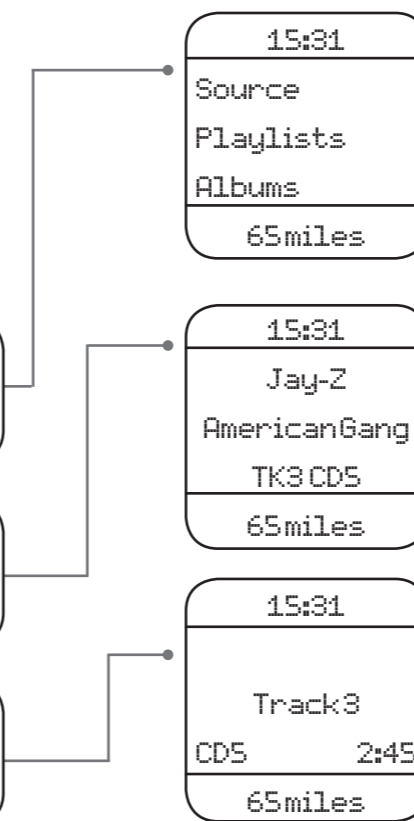 15:31
Source
Playlists
Albums
65miles
15:31
Jay-Z
AmericanGang
TK3 CD5
65miles
15:31
Track3
CD5 2:45
65miles